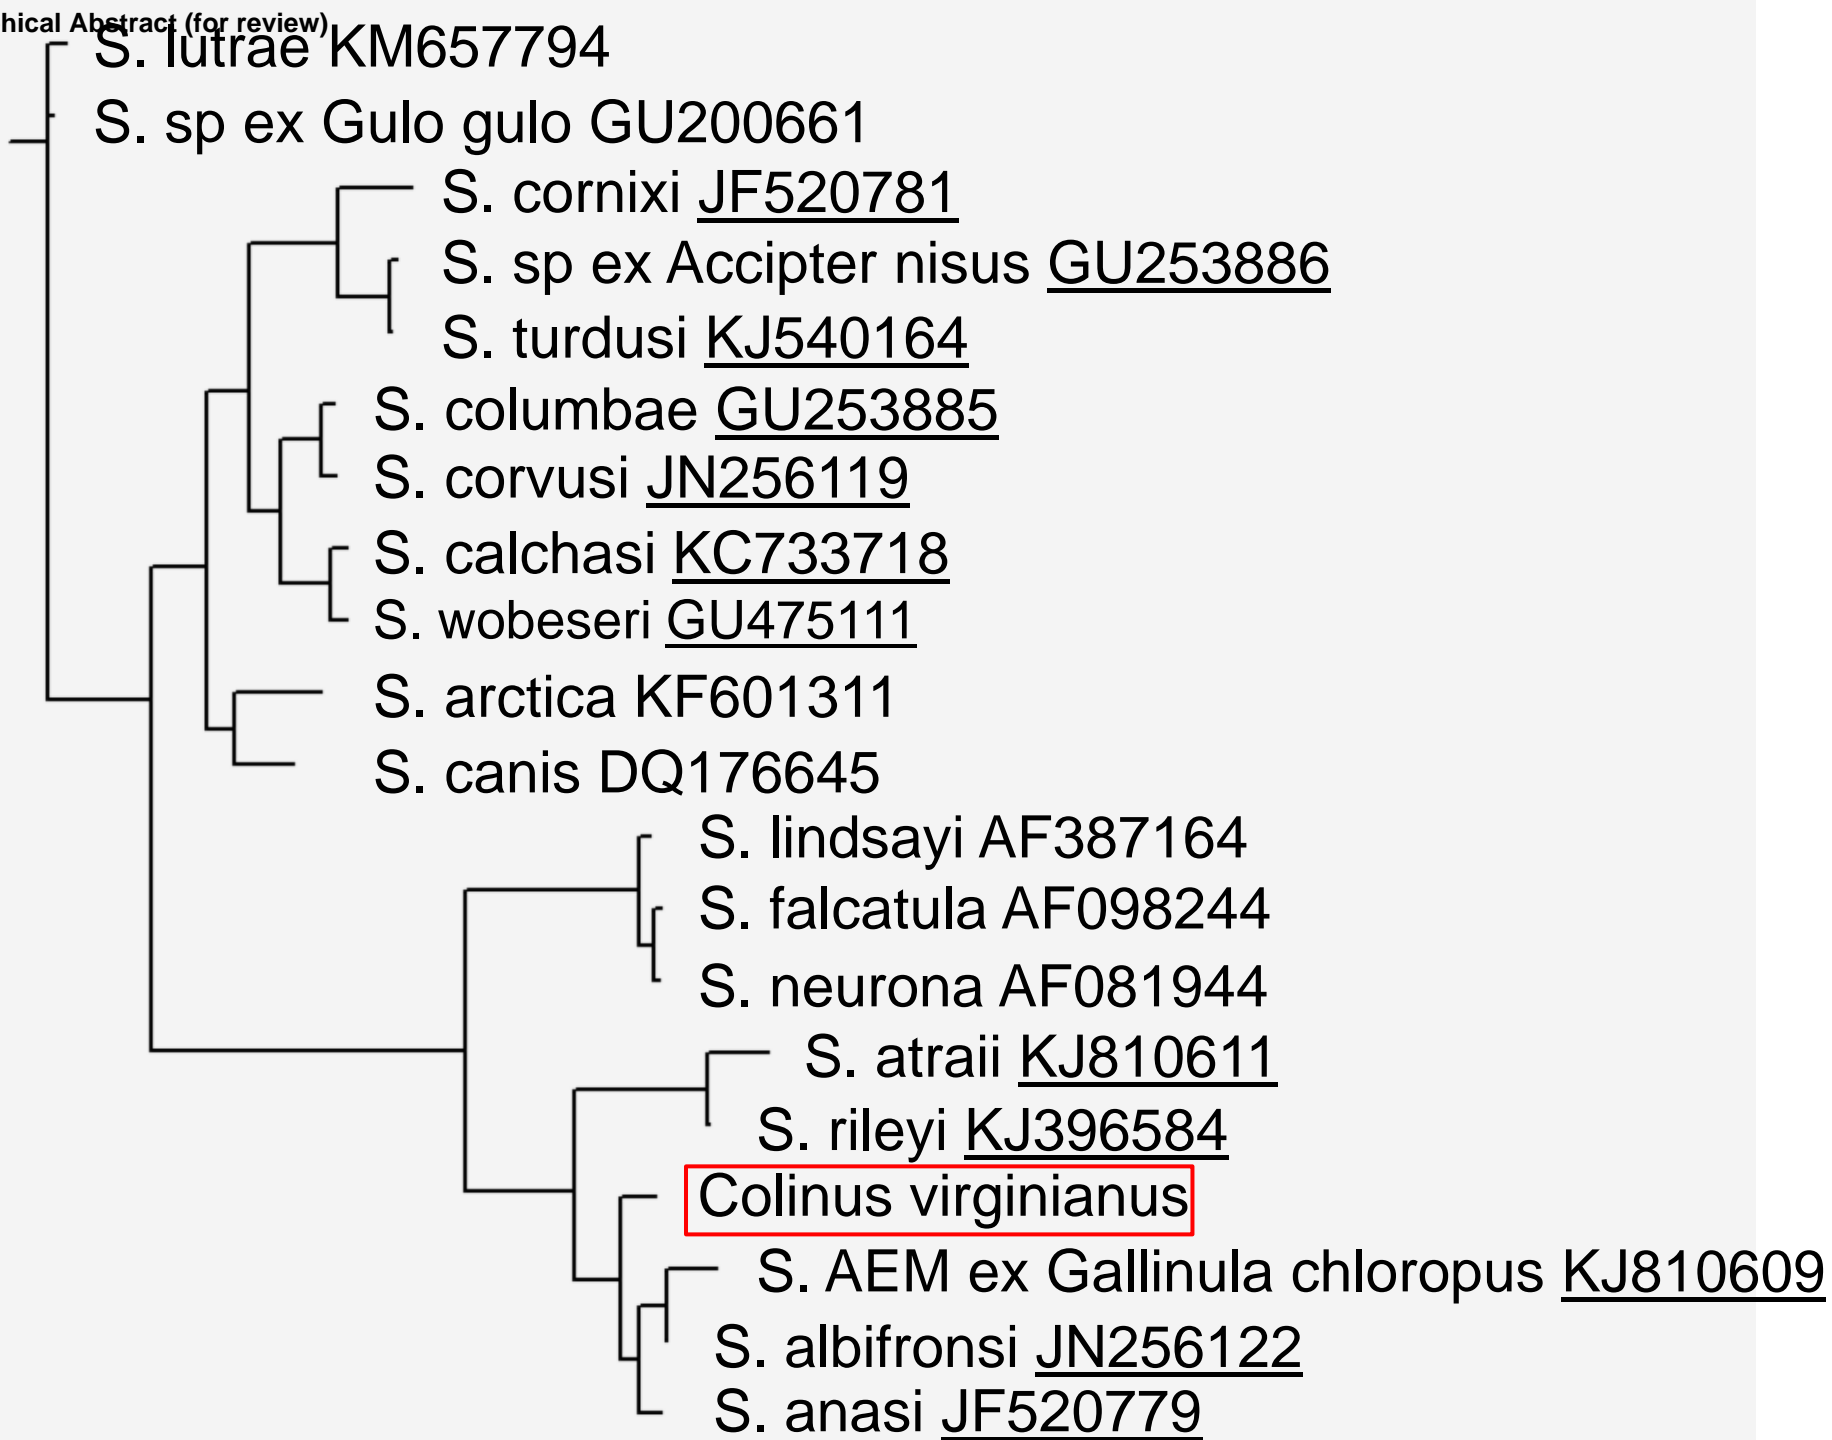 hical Abstract (for review)
S. lutrae KM657794
S. sp ex Gulo gulo GU200661
S. cornixi JF520781
S. sp ex Accipter nisus GU253886
S. turdusi KJ540164
S. columbae GU253885
S. corvusi JN256119
S. calchasi KC733718
S. wobeseri GU475111
S. arctica KF601311
S. canis DQ176645
S. lindsayi AF387164
S. falcatula AF098244
S. neurona AF081944
S. atraii KJ810611
S. rileyi KJ396584
Colinus virginianus
S. AEM ex Gallinula chloropus KJ810609
S. albifronsi JN256122
S. anasi JF520779